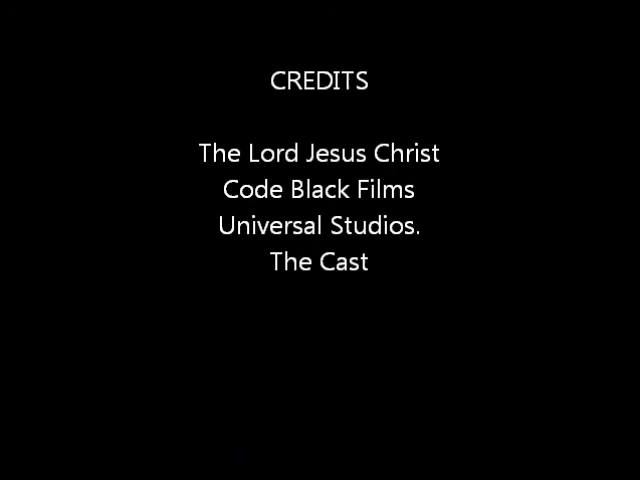 CREDITS
The Lord Jesus Christ
Code Black Films
Universal Studios.
The Cast